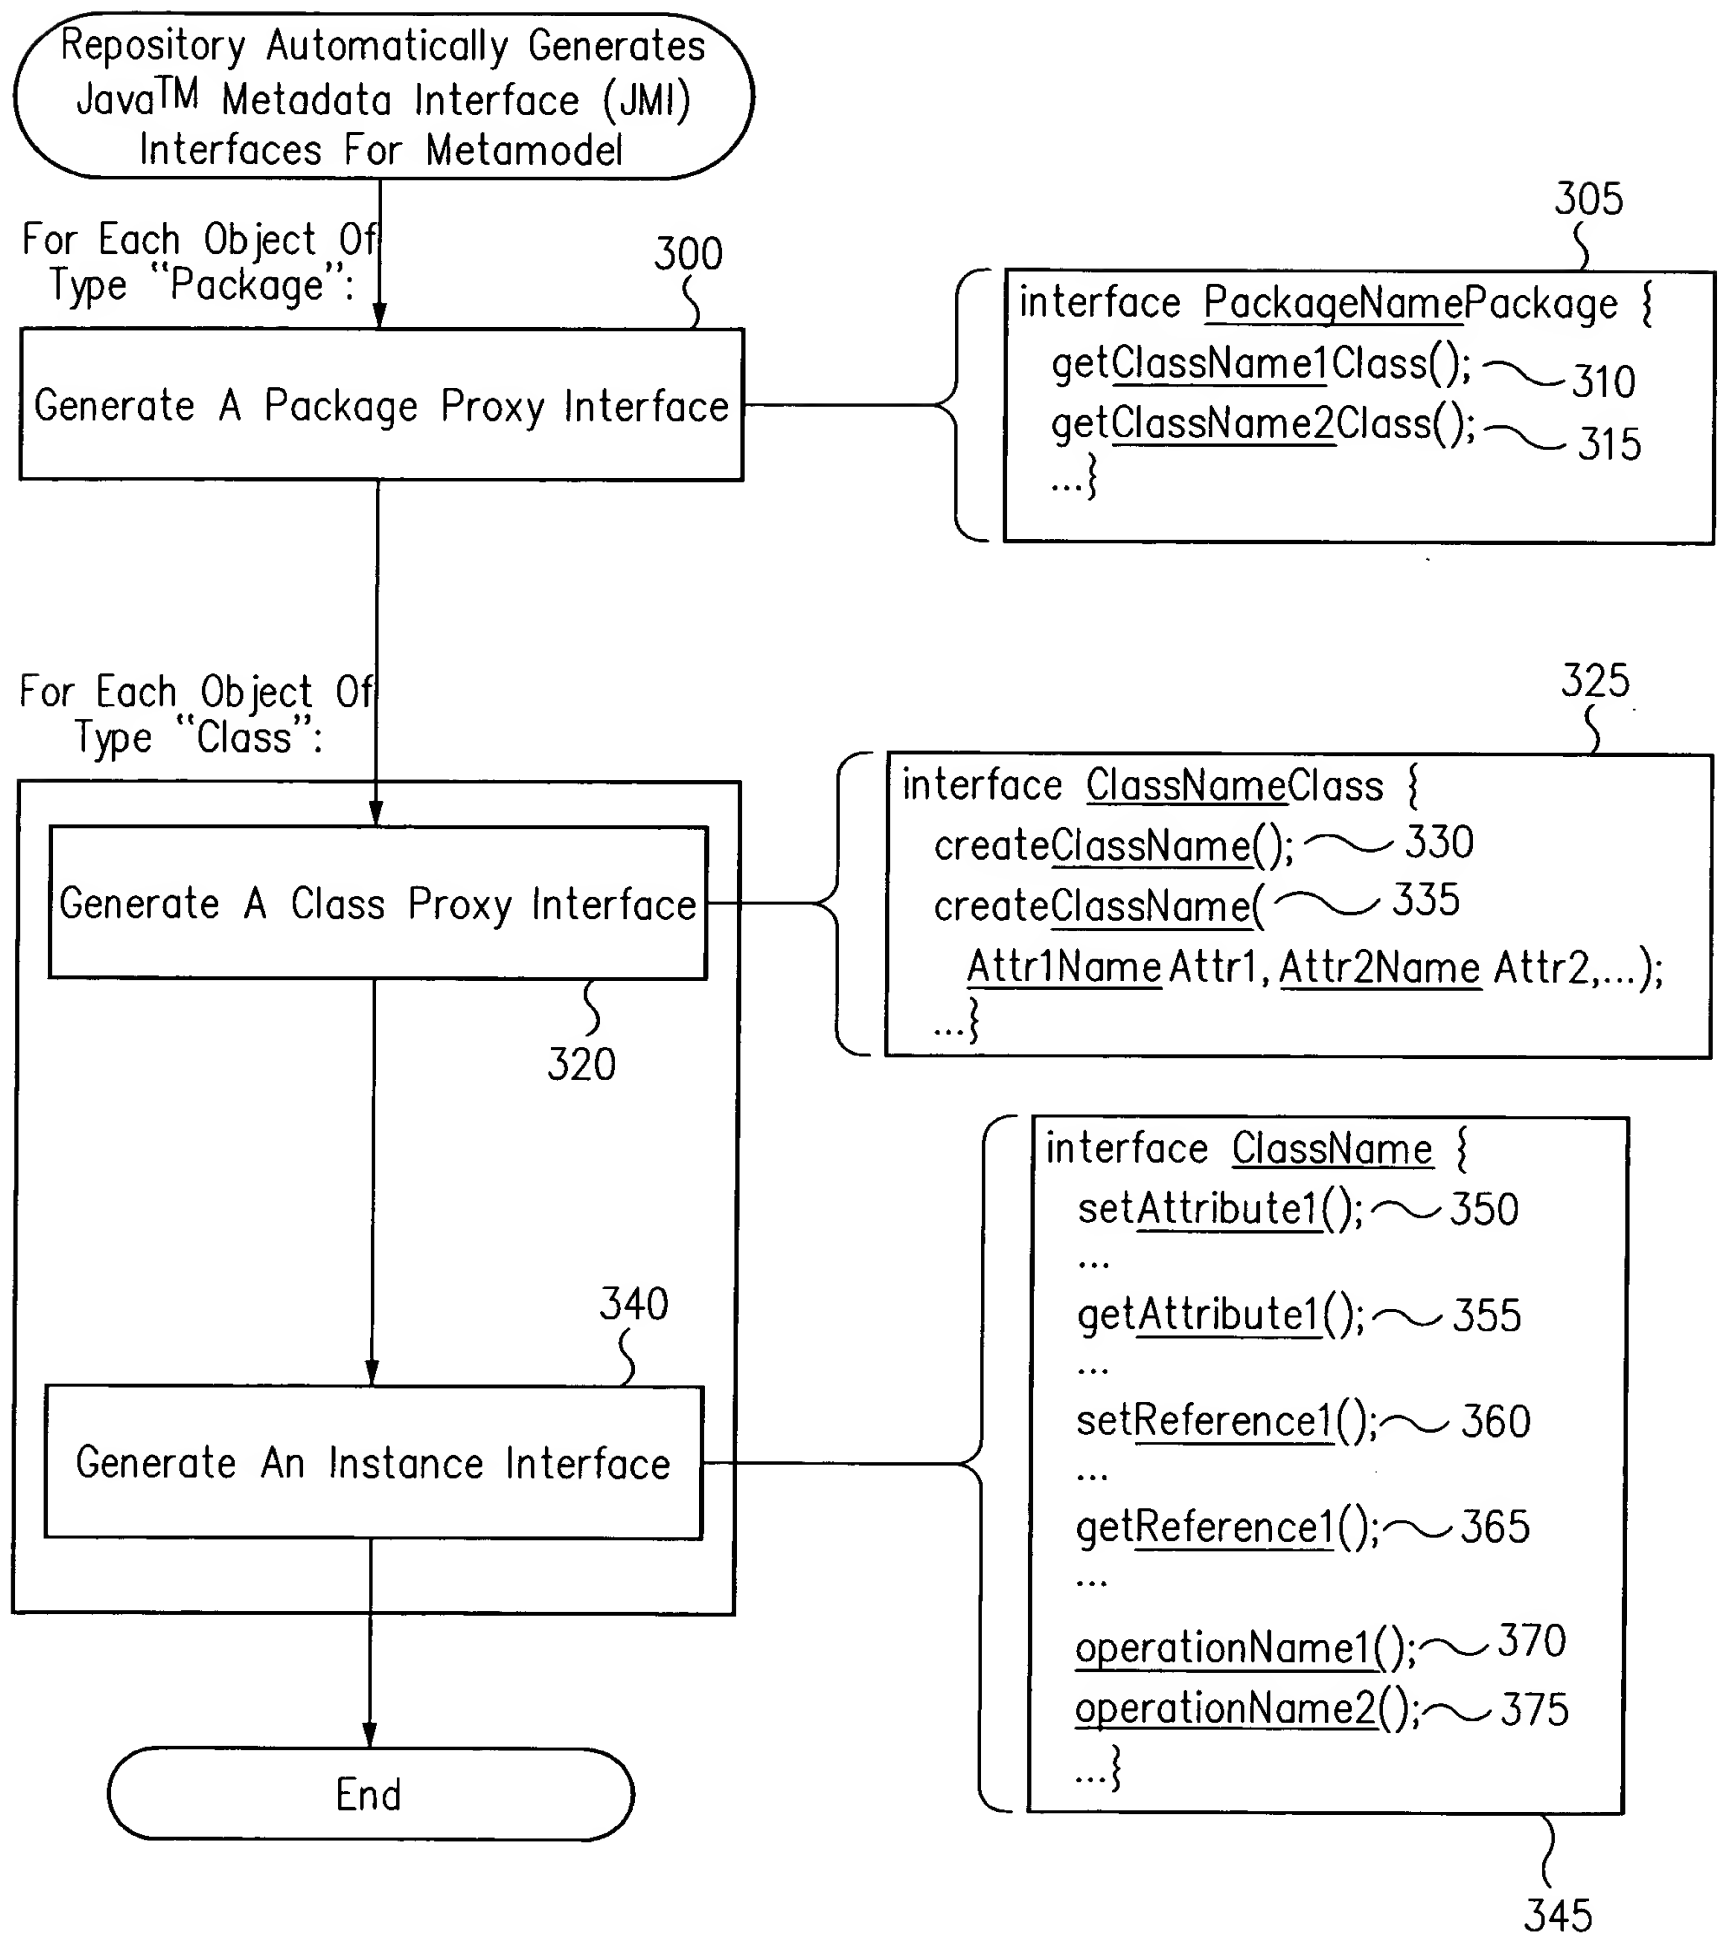 Repository Automatically Generates
Java™ Metadata Interface (JMI)
Interfaces For Metamodel
For Each Object Of
Type “Package”:
300
Generate A Package Proxy Interface
305
interface PackageNamePackage {
getClassName1Class(); 310
getClassName2Class(); 315
...}
For Each Object Of
Type “Class”:
Generate A Class Proxy Interface
320
325
interface ClassNameClass {
createClassName(); 330
createClassName( 335
Attr1Name Attr1, Attr2Name Attr2,...);
...}
340
Generate An Instance Interface
interface ClassName {
setAttribute1(); 350
...
getAttribute1(); 355
...
setReference1(); 360
...
getReference1(); 365
...
operationName1(); 370
operationName2(); 375
...}
345
End